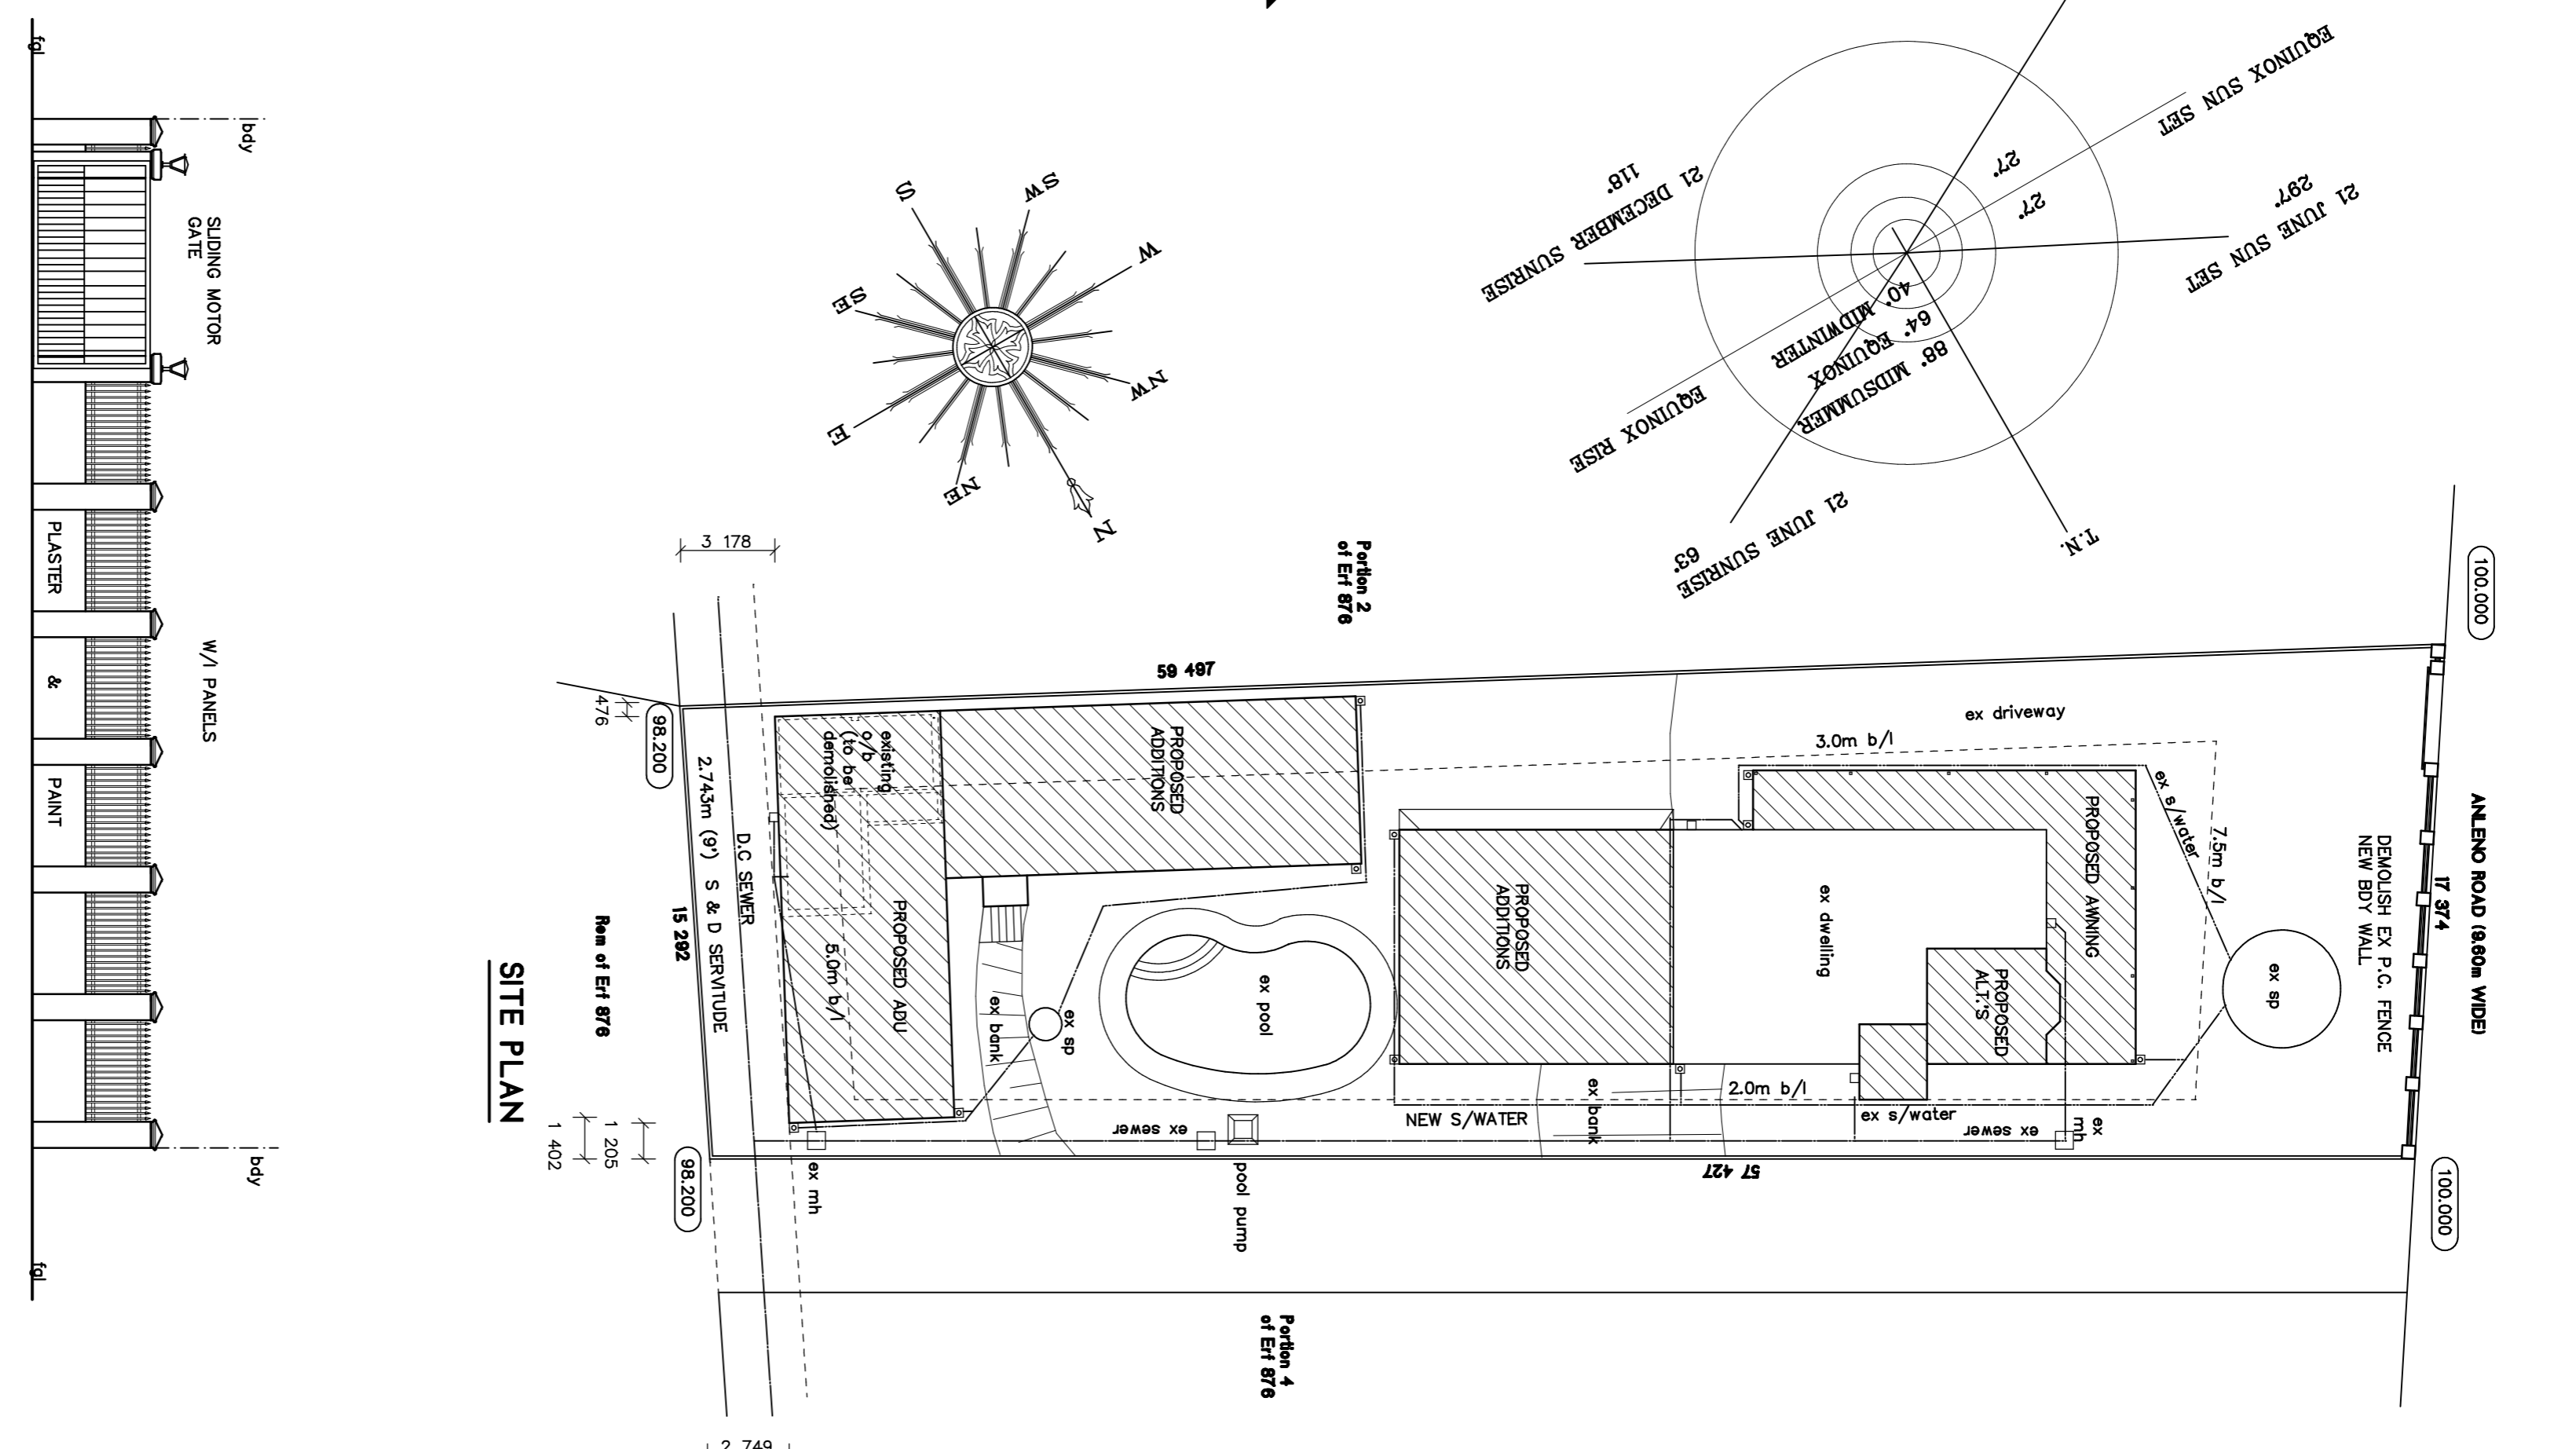 fgl
bdy
SLIDING MOTOR
GATE
PLASTER
&
PAINT
W/I PANELS
bdy
fgl
S
SW
W
NW
N
NE
E
SE
EQUINOX SUN SET
27°
27°
21 JUNE SUN SET
297°
21 DECEMBER SUNRISE
118°
40° MIDWINTER
64° EQUINOX
88° MIDSUMMER
EQUINOX RISE
21 JUNE SUNRISE
63°
T.N.
3 178
Portion 2
of Erf 876
100.000
59 497
476
98.200
2.743m (9') S & D SERVITUDE
D.C SEWER
15 292
Rem of Erf 876
SITE PLAN
existing
o/b
(to be
demolished)
PROPOSED
ADDITIONS
PROPOSED ADU
5.0m b/l
ex bank
ex sp
ex pool
PROPOSED
ADDITIONS
ex dwelling
ex driveway
3.0m b/l
PROPOSED AWNING
PROPOSED
ALT.'S
ex s/water
7.5m b/l
ex sp
DEMOLISH EX P.C. FENCE
NEW BDY WALL
17 374
ANLENO ROAD (9.60m WIDE)
2.0m b/l
NEW S/WATER
ex bank
ex s/water
ex sewer
ex sewer
ex
mh
57 427
100.000
1 205
1 402
98.200
ex mh
pool pump
Portion 4
of Erf 876
2 749